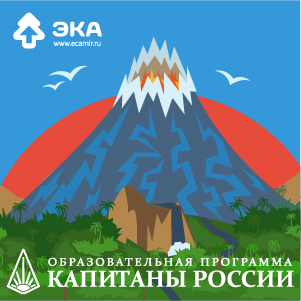 ЭКА
www.ecamir.ru
ОБРАЗОВАТЕЛЬНАЯ ПРОГРАММА
КАПИТАНЫ РОССИИ